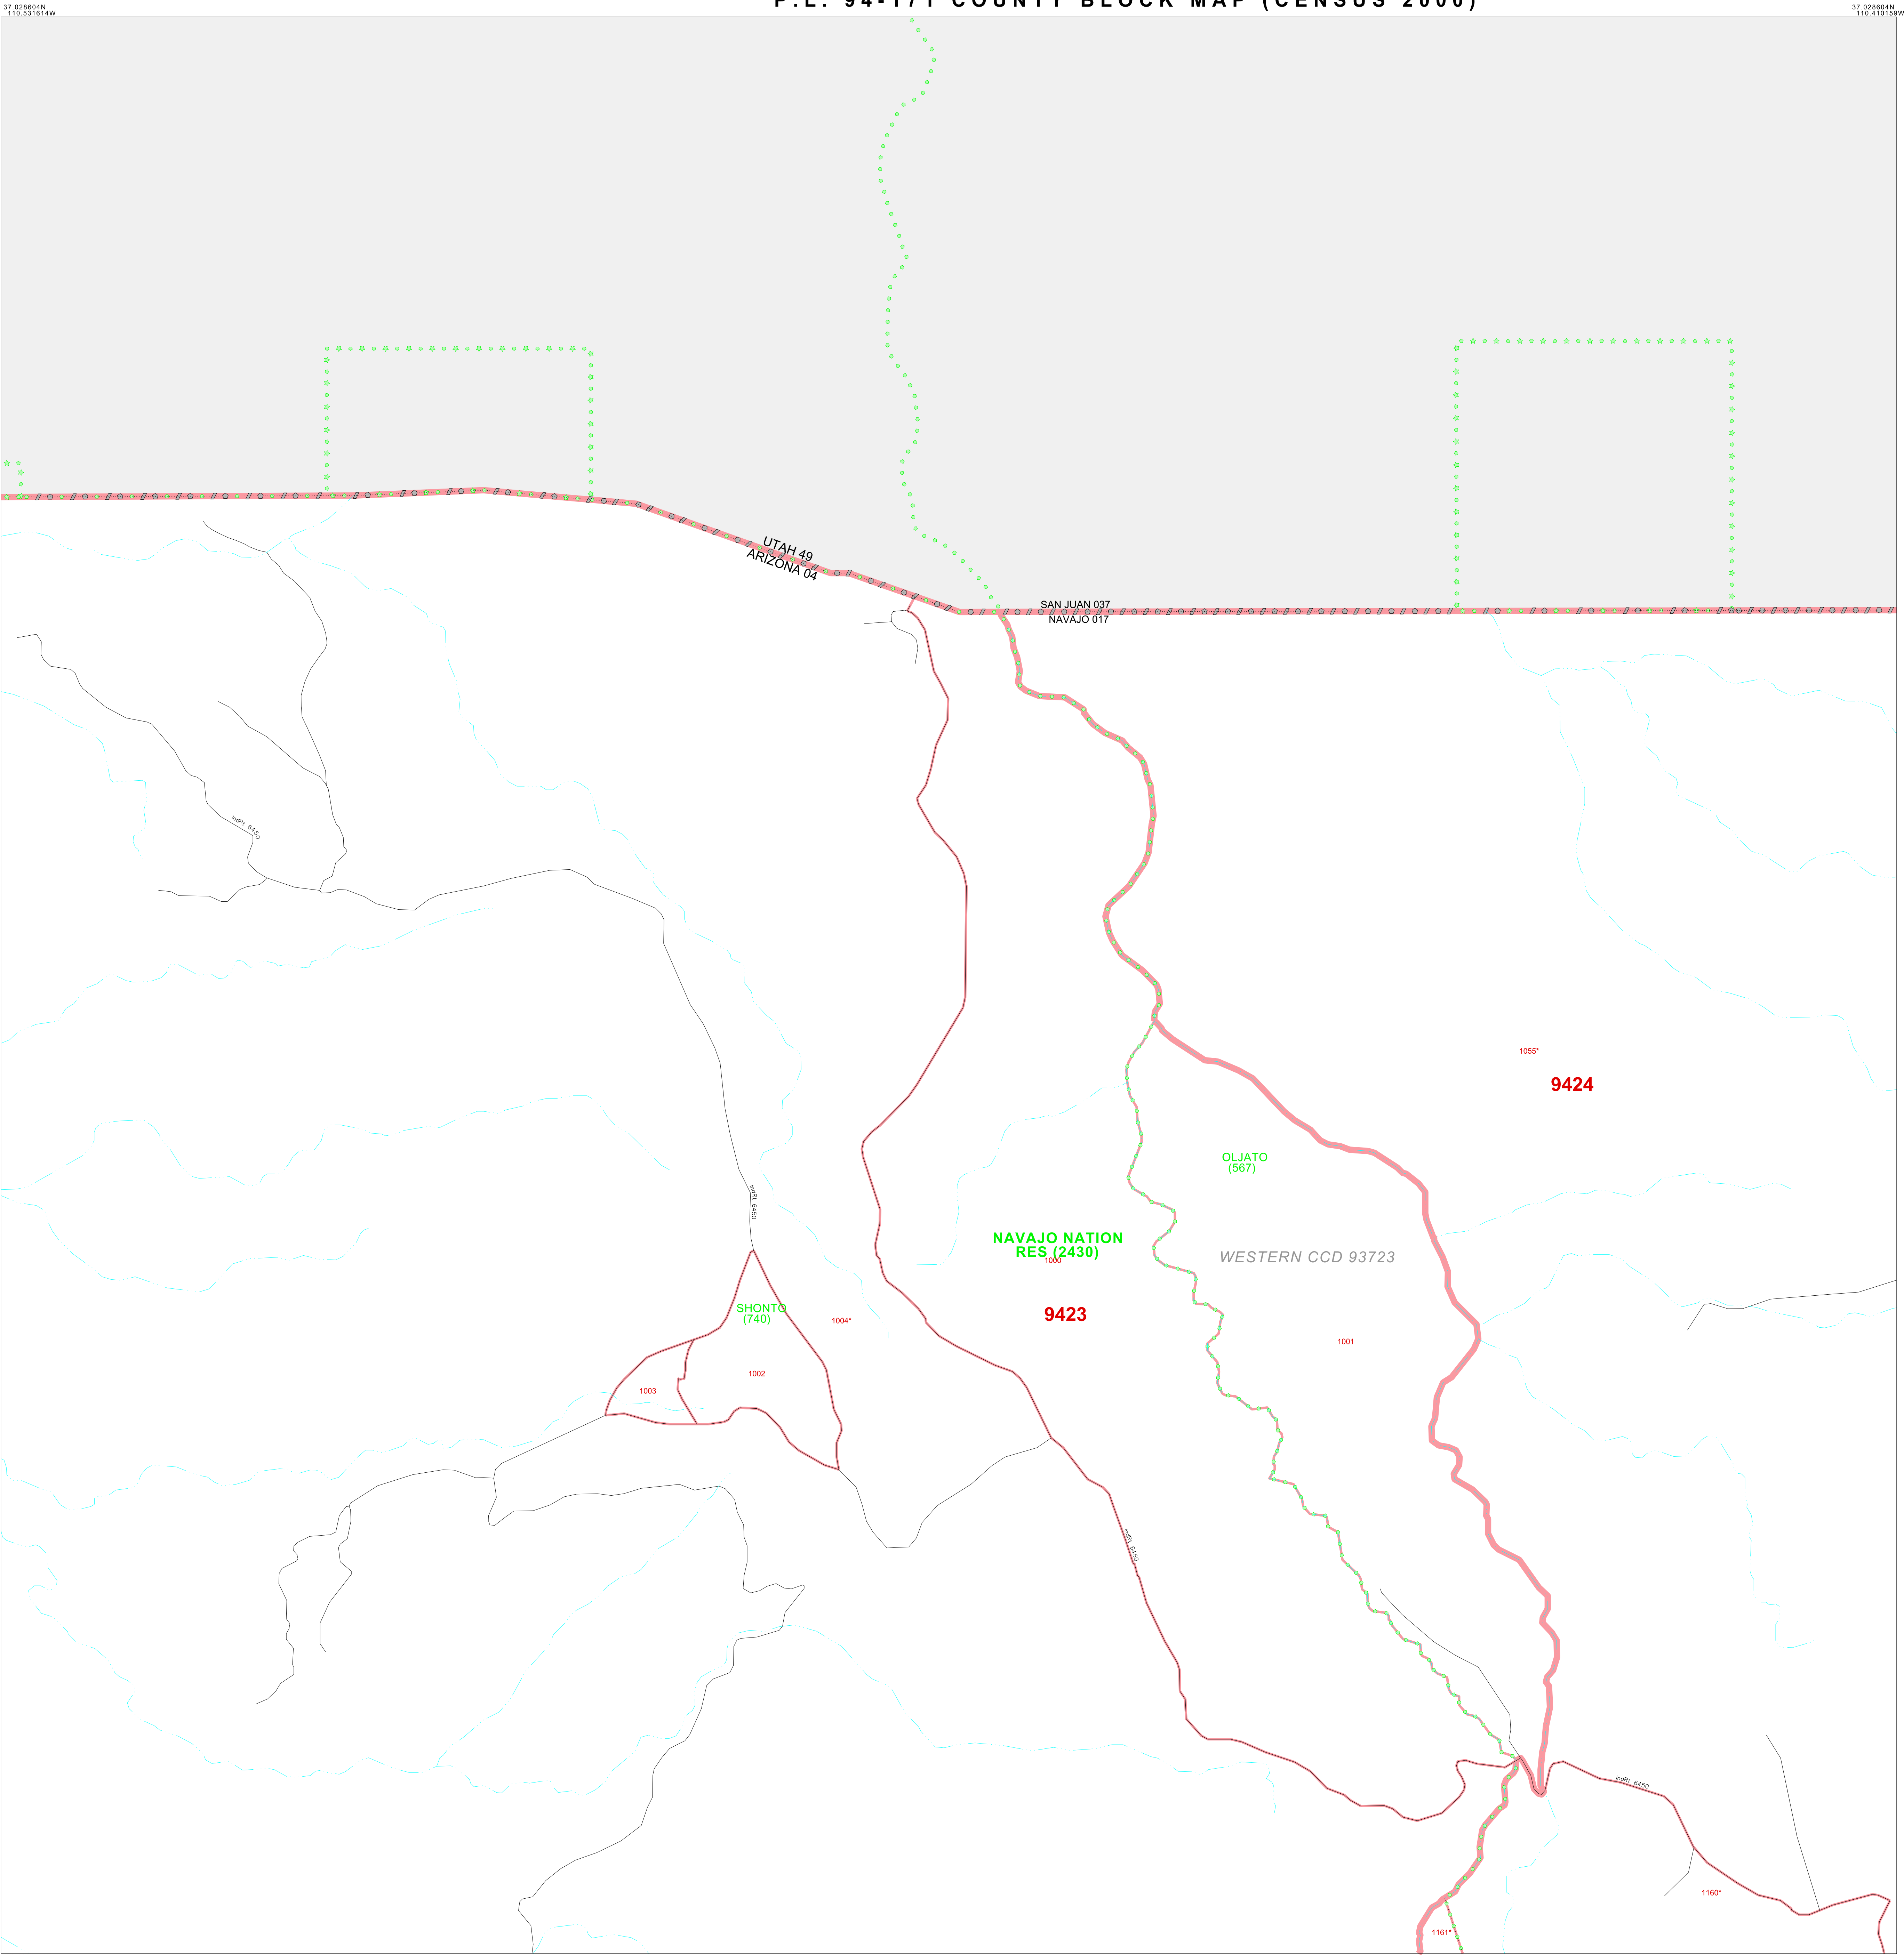 P.L. 94-171 COUNTY BLOCK MAP (CENSUS 2000)
37.028604N
110.531614W
37.028604N
110.410159W
UTAH 49
ARIZONA 04
SAN JUAN 037
NAVAJO 017
IndRt 6450
1055*
9424
OLJATO
(567)
IndRt 6450
NAVAJO NATION
RES (2430)
1000
WESTERN CCD 93723
SHONTO
(740)
1004*
9423
1001
1002
1003
IndRt 6450
IndRt 6450
1160*
1161*